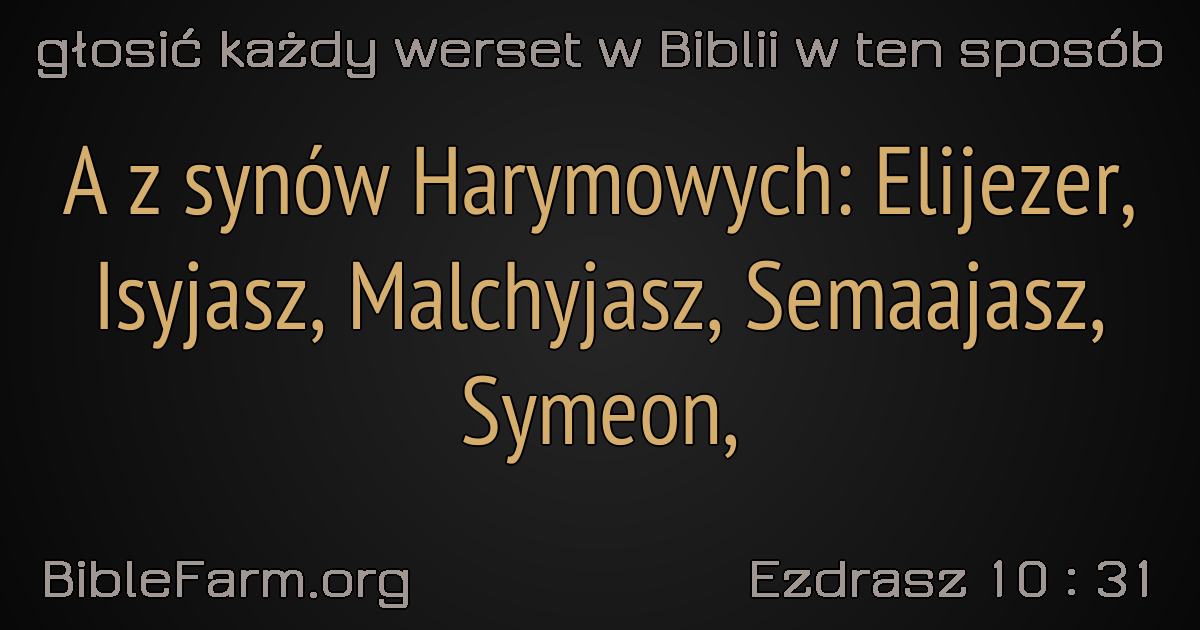 głosić każdy werset w Biblii w ten sposób
A z synów Harymowych: Elijezer,
Isyjasz, Malchyjasz, Semaajasz,
Symeon,
BibleFarm.org
Ezdrasz 10 : 31